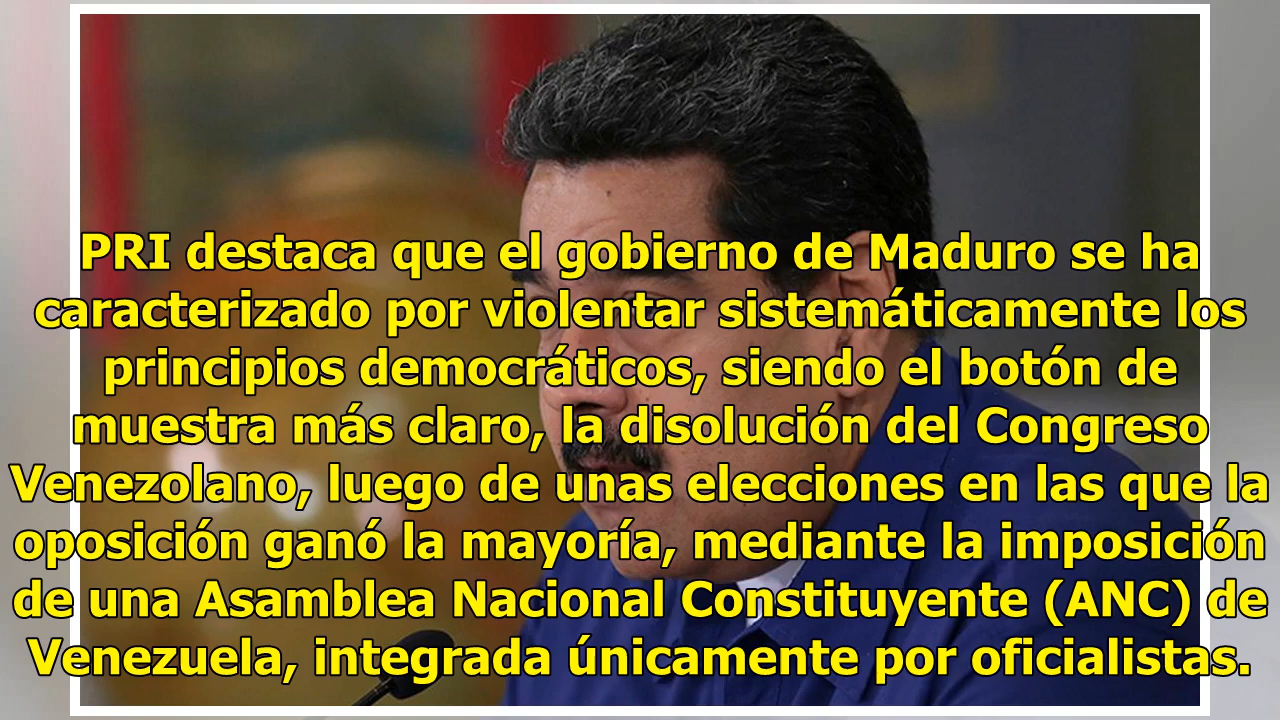 PRI destaca que el gobierno de Maduro se ha
caracterizado por violentar sistemáticamente los
principios democráticos, siendo el botón de
muestra más claro, la disolución del Congreso
Venezolano, luego de unas elecciones en las que la
oposición ganó la mayoría, mediante la imposición
de una Asamblea Nacional Constituyente (ANC) de
Venezuela, integrada únicamente por oficialistas.